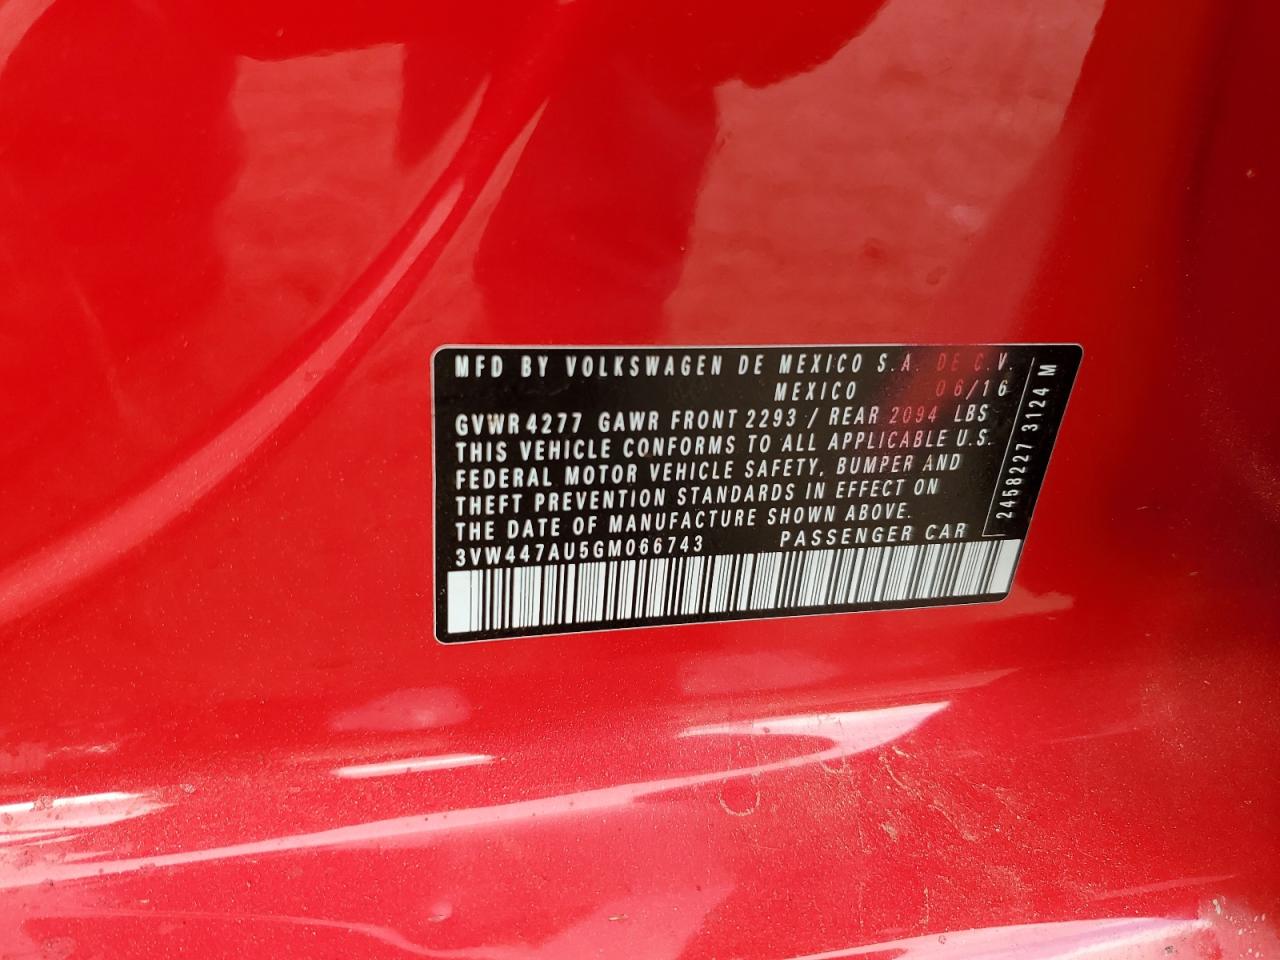 MFD BY VOLKSWAGEN DE MEXICO S.A. DE C.V.
MEXICO 06/16
GVWR 4277 GAWR FRONT 2293 / REAR 2094 LBS
THIS VEHICLE CONFORMS TO ALL APPLICABLE U.S.
FEDERAL MOTOR VEHICLE SAFETY, BUMPER AND
THEFT PREVENTION STANDARDS IN EFFECT ON
THE DATE OF MANUFACTURE SHOWN ABOVE.
3VW447AU5GM066743 PASSENGER CAR
2458227 3124 M